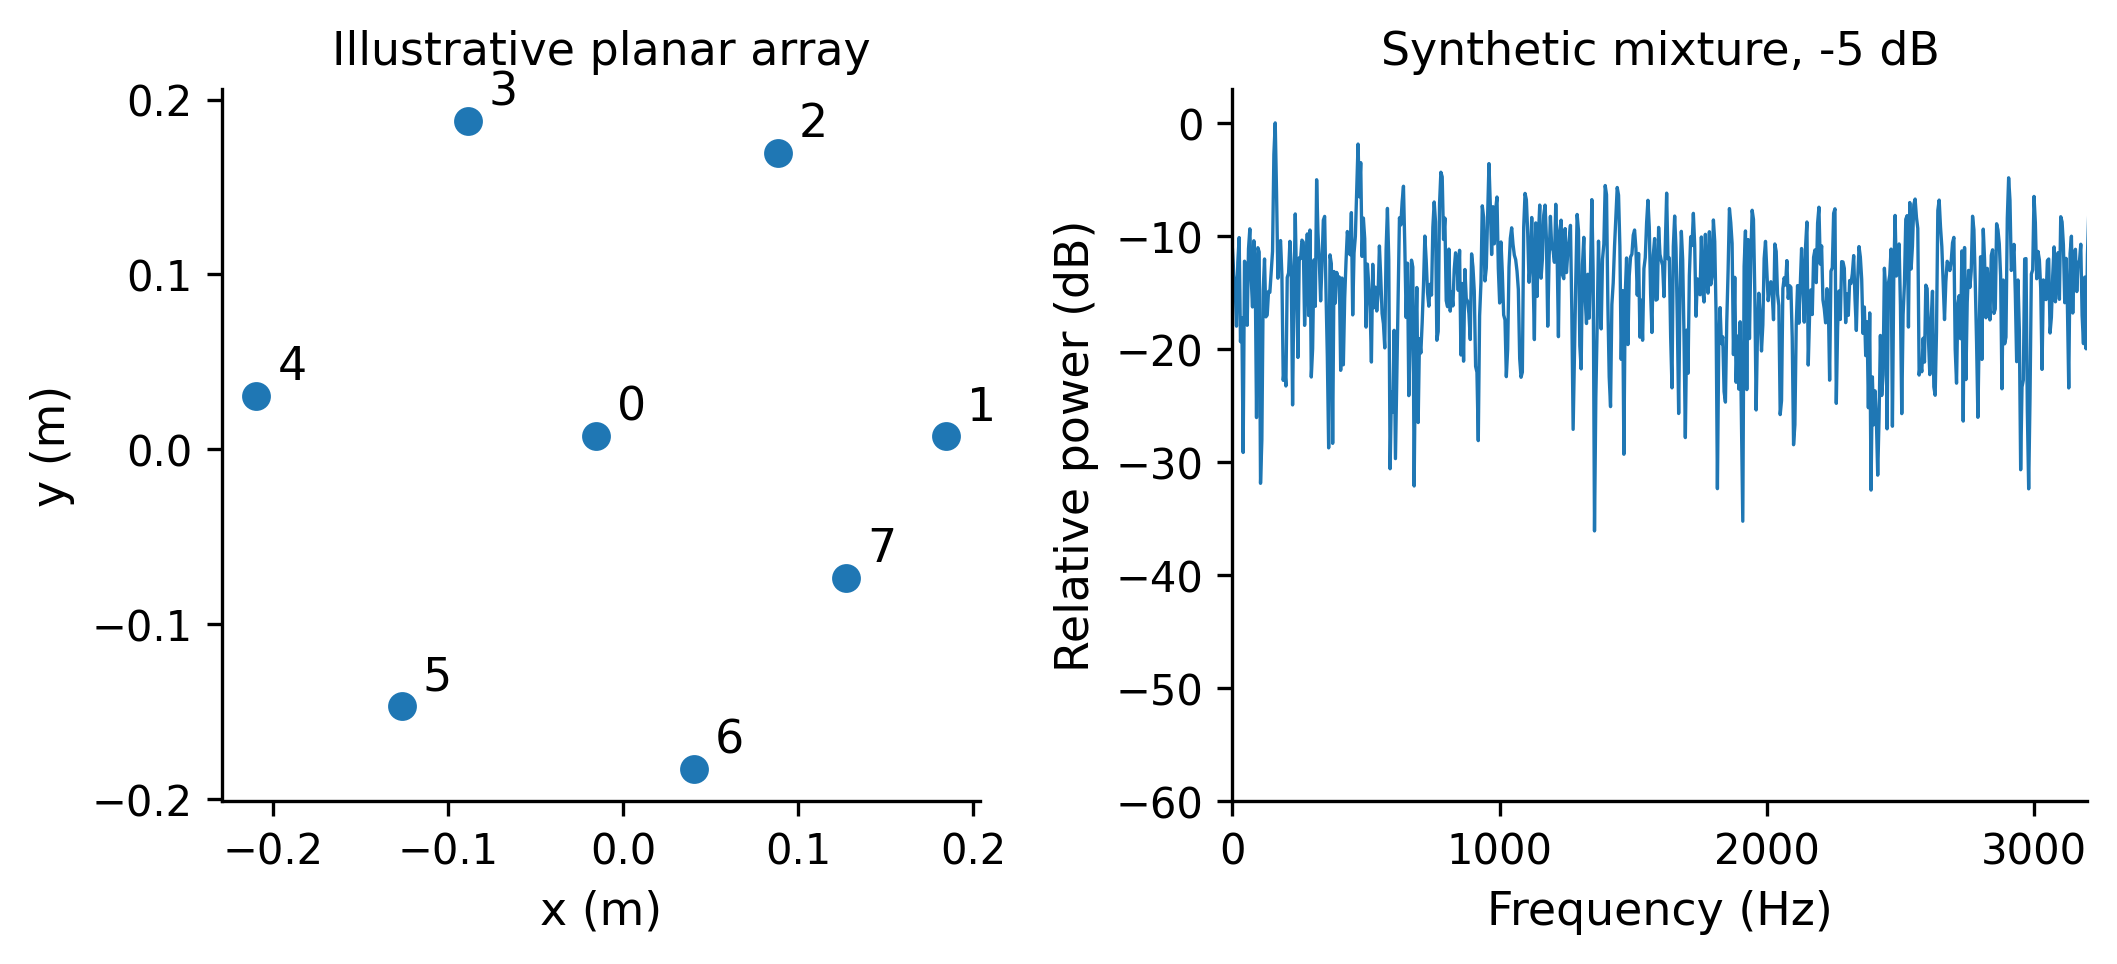 Illustrative planar array
3
2
4
0
1
7
5
6
0.2
0.1
0.0
−0.1
−0.2
y (m)
−0.2 −0.1 0.0 0.1 0.2
x (m)
Synthetic mixture, -5 dB
0
−10
−20
−30
−40
−50
−60
Relative power (dB)
0 1000 2000 3000
Frequency (Hz)